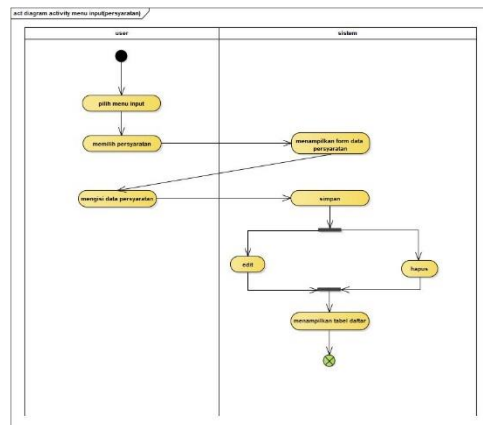 act diagram activity menu input(persyaratan)
user
sistem
pilih menu input
memilih persyaratan
menampilkan form data
persyaratan
mengisi data persyaratan
simpan
edit
hapus
menampilkan tabel daftar